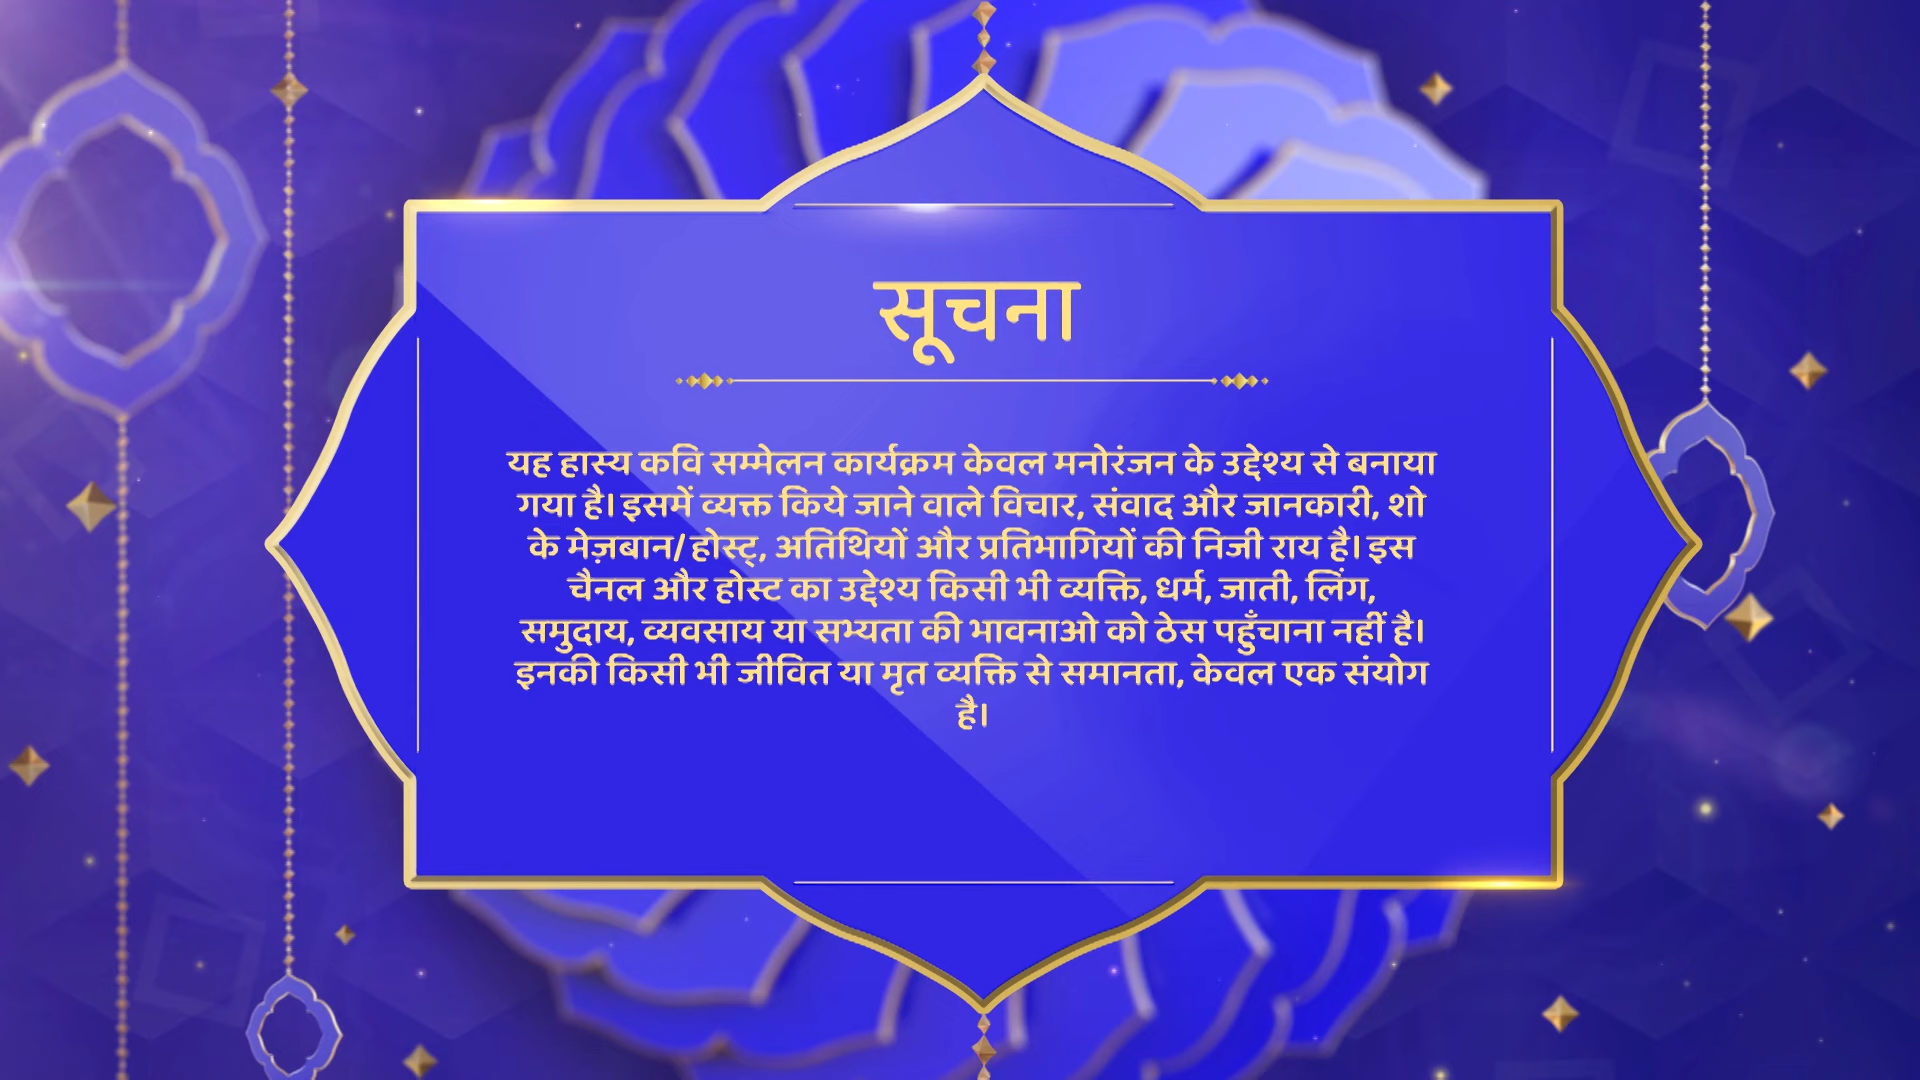 सूचना
यह हास्य कवि सम्मेलन कार्यक्रम केवल मनोरंजन के उद्देश्य से बनाया
गया है। इसमें व्यक्त किये जाने वाले विचार, संवाद और जानकारी, शो
के मेज़बान/होस्ट्, अतिथियों और प्रतिभागियों की निजी राय है। इस
चैनल और होस्ट का उद्देश्य किसी भी व्यक्ति, धर्म, जाती, लिंग,
समुदाय, व्यवसाय या सभ्यता की भावनाओ को ठेस पहुँचाना नहीं है।
इनकी किसी भी जीवित या मृत व्यक्ति से समानता, केवल एक संयोग
है।